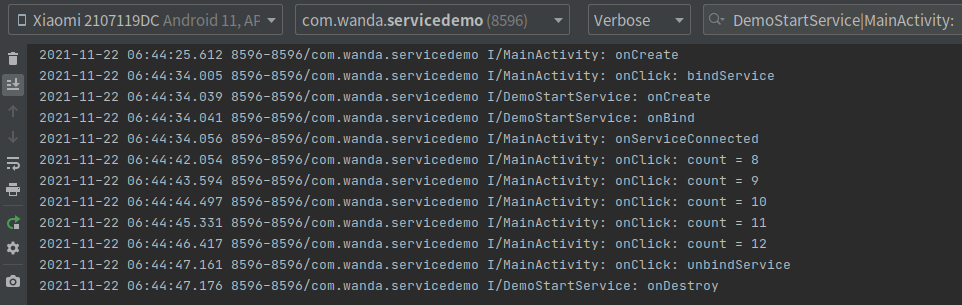 Xiaomi 2107119DC Android 11, AF com.wanda.servicedemo (8596) Verbose DemoStartService|MainActivity:
2021-11-22 06:44:25.612 8596-8596/com.wanda.servicedemo I/MainActivity: onCreate
2021-11-22 06:44:34.005 8596-8596/com.wanda.servicedemo I/MainActivity: onClick: bindService
2021-11-22 06:44:34.039 8596-8596/com.wanda.servicedemo I/DemoStartService: onCreate
2021-11-22 06:44:34.041 8596-8596/com.wanda.servicedemo I/DemoStartService: onBind
2021-11-22 06:44:34.056 8596-8596/com.wanda.servicedemo I/MainActivity: onServiceConnected
2021-11-22 06:44:42.054 8596-8596/com.wanda.servicedemo I/MainActivity: onClick: count = 8
2021-11-22 06:44:43.594 8596-8596/com.wanda.servicedemo I/MainActivity: onClick: count = 9
2021-11-22 06:44:44.497 8596-8596/com.wanda.servicedemo I/MainActivity: onClick: count = 10
2021-11-22 06:44:45.331 8596-8596/com.wanda.servicedemo I/MainActivity: onClick: count = 11
2021-11-22 06:44:46.417 8596-8596/com.wanda.servicedemo I/MainActivity: onClick: count = 12
2021-11-22 06:44:47.161 8596-8596/com.wanda.servicedemo I/MainActivity: onClick: unbindService
2021-11-22 06:44:47.176 8596-8596/com.wanda.servicedemo I/DemoStartService: onDestroy